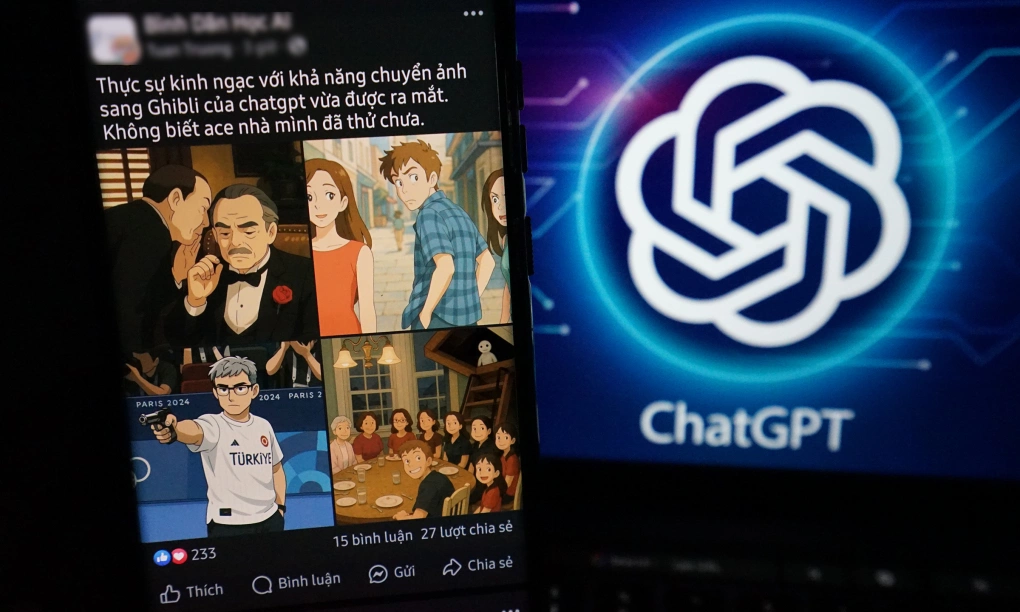 Thực sự kinh ngạc với khả năng chuyển ảnh
sang Ghibli của chatgpt vừa được ra mắt.
Không biết ace nhà mình đã thử chưa.
PARIS 2024
2024 PARIS 2
TÜRKİYE
233
15 bình luận 27 lượt chia sẻ
Thích Bình luận Gửi Chia sẻ
ChatGPT